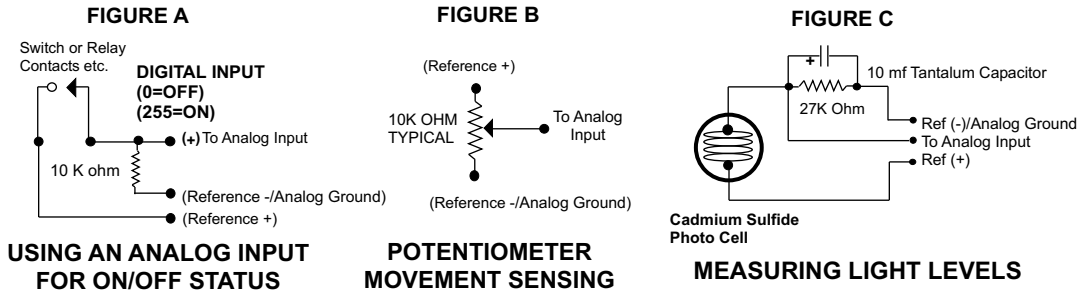 FIGURE A
Switch or Relay
Contacts etc.
DIGITAL INPUT
(0=OFF)
(255=ON)
(+) To Analog Input
10 K ohm
(Reference -/Analog Ground)
(Reference +)
USING AN ANALOG INPUT
FOR ON/OFF STATUS
FIGURE B
(Reference +)
10K OHM
TYPICAL
To Analog
Input
(Reference -/Analog Ground)
POTENTIOMETER
MOVEMENT SENSING
FIGURE C
+
10 mf Tantalum Capacitor
27K Ohm
Ref (-)/Analog Ground
To Analog Input
Ref (+)
Cadmium Sulfide
Photo Cell
MEASURING LIGHT LEVELS